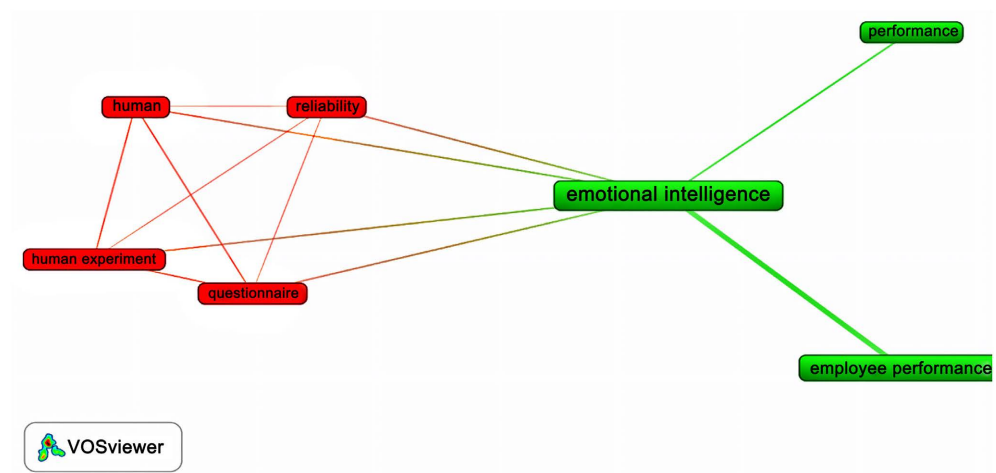 performance
human
reliability
emotional intelligence
human experiment
questionnaire
employee performance
VOSviewer